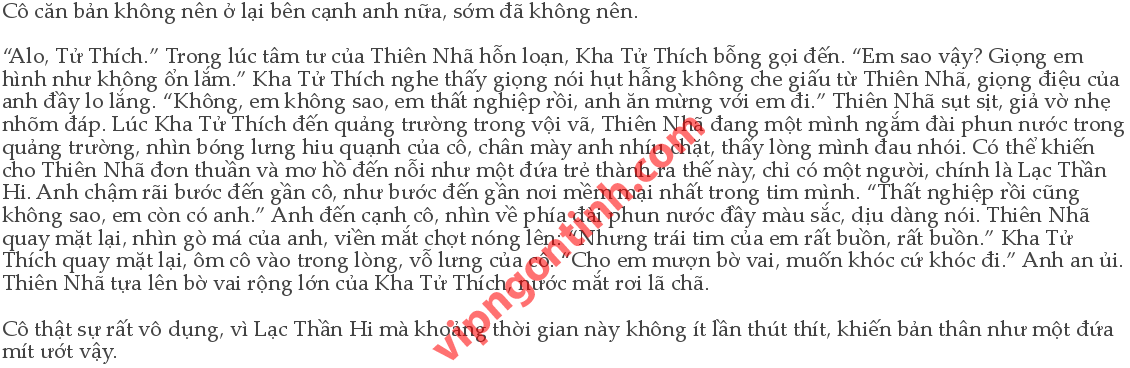 Cô căn bản không nên ở lại bên cạnh anh nữa, sớm đã không nên.
“Alo, Tử Thích.” Trong lúc tâm tư của Thiên Nhã hỗn loạn, Kha Tử Thích bỗng gọi đến. “Em sao vậy? Giọng em
hình như không ổn lắm.” Kha Tử Thích nghe thấy giọng nói hụt hẫng không che giấu từ Thiên Nhã, giọng điệu của
anh đầy lo lắng. “Không, em không sao, em thất nghiệp rồi, anh ăn mừng với em đi.” Thiên Nhã sụt sịt, giả vờ nhẹ
nhõm đáp. Lúc Kha Tử Thích đến quảng trường trong vội vã, Thiên Nhã đang một mình ngắm đài phun nước trong
quảng trường, nhìn bóng lưng hiu quạnh của cô, chân mày anh nhíu chặt, thấy lòng mình đau nhói. Có thể khiến
cho Thiên Nhã đơn thuần và mơ hồ đến nỗi như một đứa trẻ thành ra thế này, chỉ có một người, chính là Lạc Thần
Hi. Anh chậm rãi bước đến gần cô, như bước đến gần nơi mềm mại nhất trong tim mình. “Thất nghiệp rồi cũng
không sao, em còn có anh.” Anh đến cạnh cô, nhìn về phía đài phun nước đầy màu sắc, dịu dàng nói. Thiên Nhã
quay mặt lại, nhìn gò má của anh, viền mắt chợt nóng lên. “Nhưng trái tim của em rất buồn, rất buồn.” Kha Tử
Thích quay mặt lại, ôm cô vào trong lòng, vỗ lưng của cô. “Cho em mượn bờ vai, muốn khóc cứ khóc đi.” Anh an ủi.
Thiên Nhã tựa lên bờ vai rộng lớn của Kha Tử Thích, nước mắt rơi lã chã.
Cô thật sự rất vô dụng, vì Lạc Thần Hi mà khoảng thời gian này không ít lần thút thít, khiến bản thân như một đứa
mít ướt vậy.
vipngontinh.com